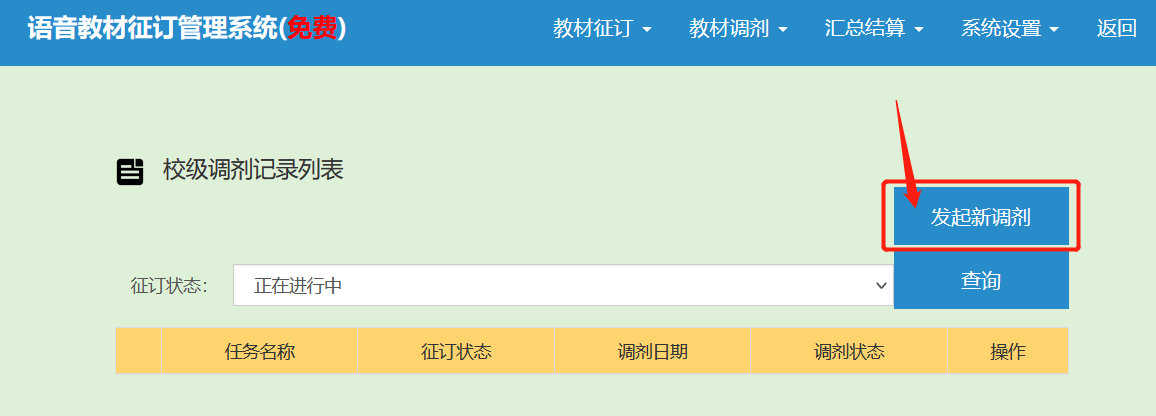 语音教材征订管理系统(免费) 教材征订 教材调剂 汇总结算 系统设置 返回
校级调剂记录列表
发起新调剂
征订状态： 正在进行中 查询
任务名称 征订状态 调剂日期 调剂状态 操作